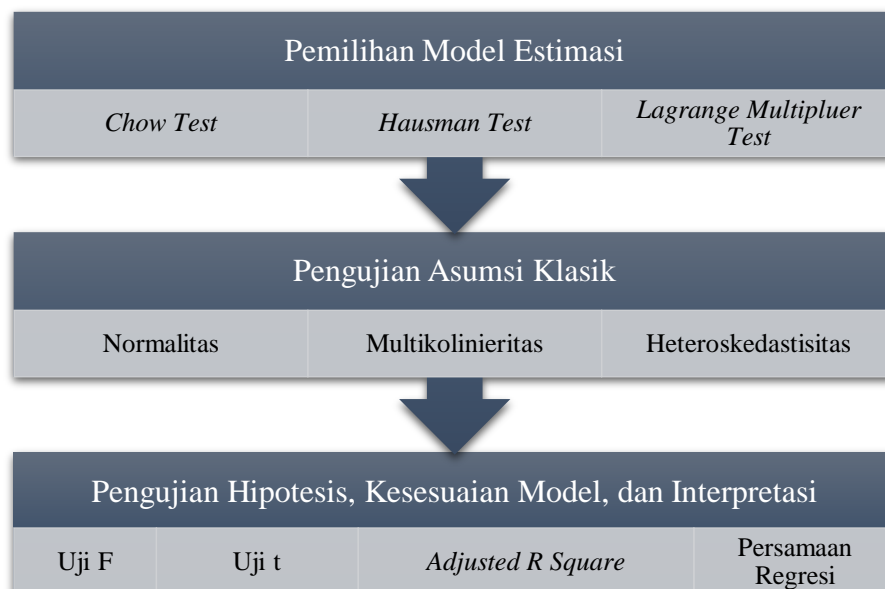 Pemilihan Model Estimasi
Chow Test
Hausman Test
Lagrange Multipluer
Test
Pengujian Asumsi Klasik
Normalitas
Multikolinieritas
Heteroskedastisitas
Pengujian Hipotesis, Kesesuaian Model, dan Interpretasi
Uji F
Uji t
Adjusted R Square
Persamaan
Regresi